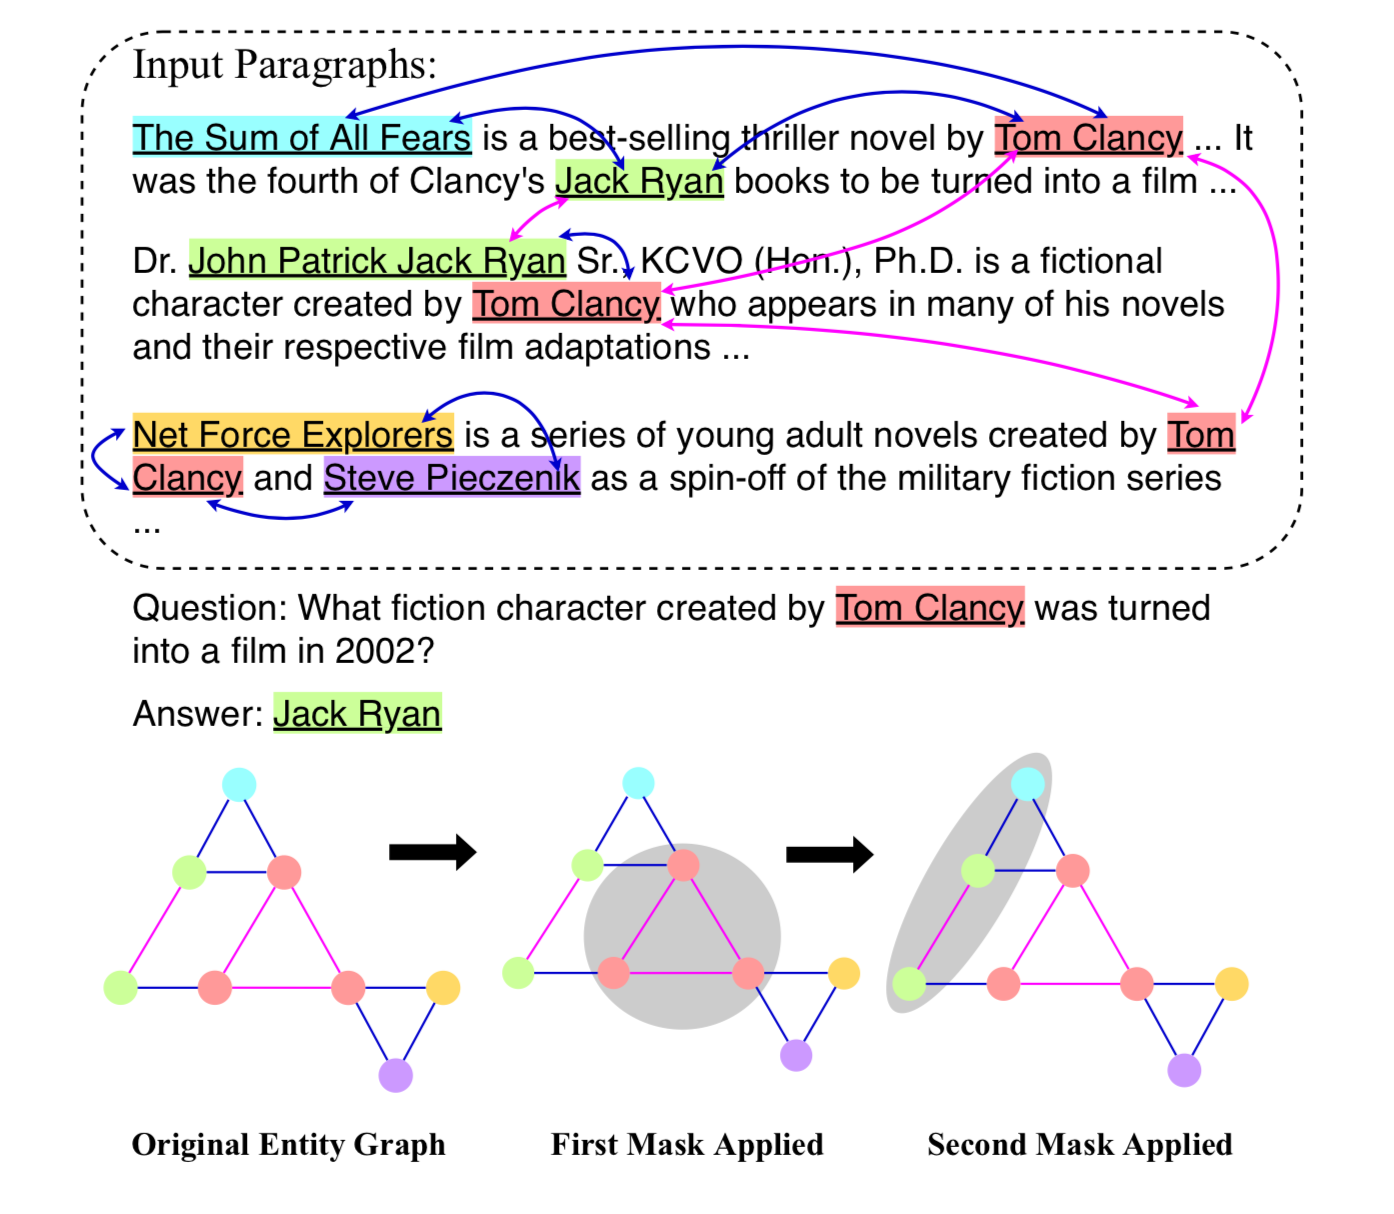 Input Paragraphs:
The Sum of All Fears is a best-selling thriller novel by Tom Clancy ... It
was the fourth of Clancy's Jack Ryan books to be turned into a film ...
Dr. John Patrick Jack Ryan Sr., KCVO (Hon.), Ph.D. is a fictional
character created by Tom Clancy who appears in many of his novels
and their respective film adaptations ...
Net Force Explorers is a series of young adult novels created by Tom
Clancy and Steve Pieczenik as a spin-off of the military fiction series
...
Question: What fiction character created by Tom Clancy was turned
into a film in 2002?
Answer: Jack Ryan
Original Entity Graph
First Mask Applied
Second Mask Applied